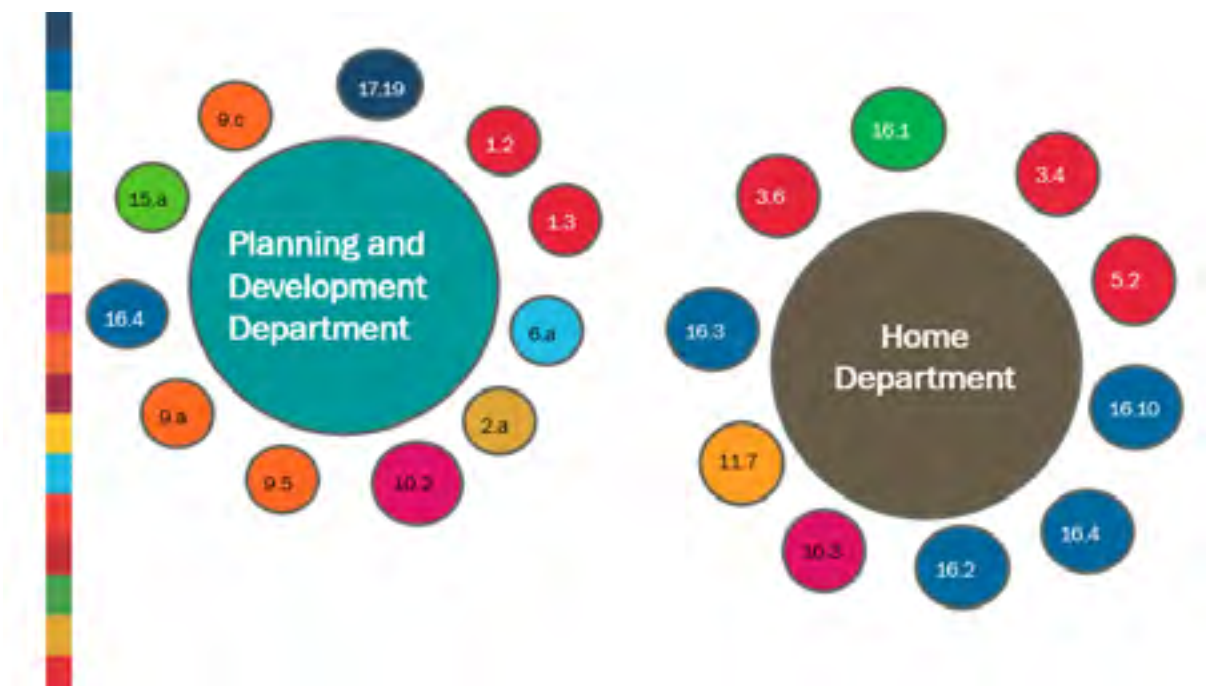 17.19
9.c
1.2
15.a
1.3
Planning and
Development
Department
16.4
6.a
9.a
2.a
9.5
10.2
16.1
3.6
3.4
5.2
16.3
Home
Department
16.10
11.7
16.4
10.3
16.2